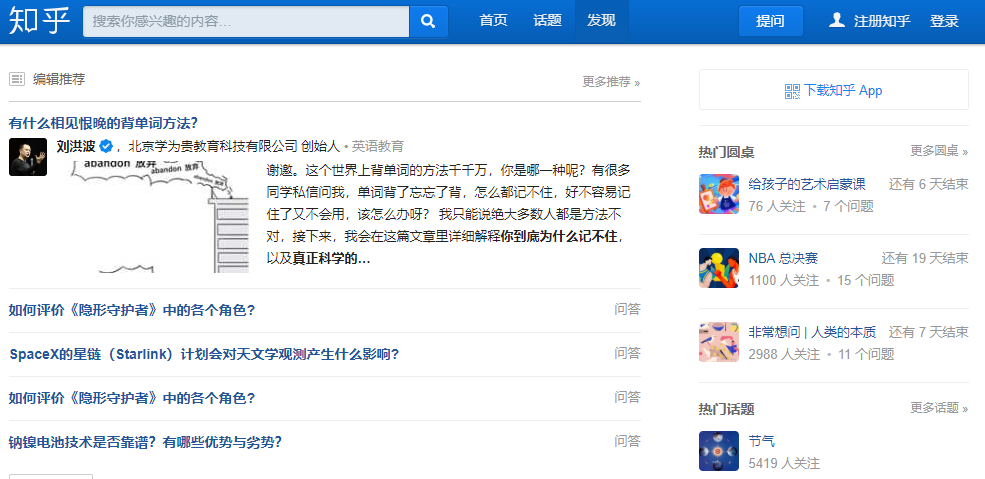 知乎
搜索你感兴趣的内容…
首页 话题 发现
提问
注册知乎 登录
编辑推荐
更多推荐 »
有什么相见恨晚的背单词方法？
刘洪波 ，北京学为贵教育科技有限公司 创始人 • 英语教育
abandon 放弃
abandon 放弃
谢邀。这个世界上背单词的方法千千万，你是哪一种呢？有很多
同学私信问我，单词背了忘忘了背，怎么都记不住，好不容易记
住了又不会用，该怎么办呀？ 我只能说绝大多数人都是方法不
对，接下来，我会在这篇文章里详细解释你到底为什么记不住，
以及真正科学的…
如何评价《隐形守护者》中的各个角色？ 问答
SpaceX的星链（Starlink）计划会对天文学观测产生什么影响？ 问答
如何评价《隐形守护者》中的各个角色？ 问答
钠镍电池技术是否靠谱？有哪些优势与劣势？ 问答
下载知乎 App
热门圆桌
更多圆桌 »
给孩子的艺术启蒙课 还有 6 天结束
76 人关注 • 7 个问题
NBA 总决赛 还有 19 天结束
1100 人关注 • 15 个问题
非常想问 | 人类的本质 还有 7 天结束
2988 人关注 • 11 个问题
热门话题
更多话题 »
节气
5419 人关注